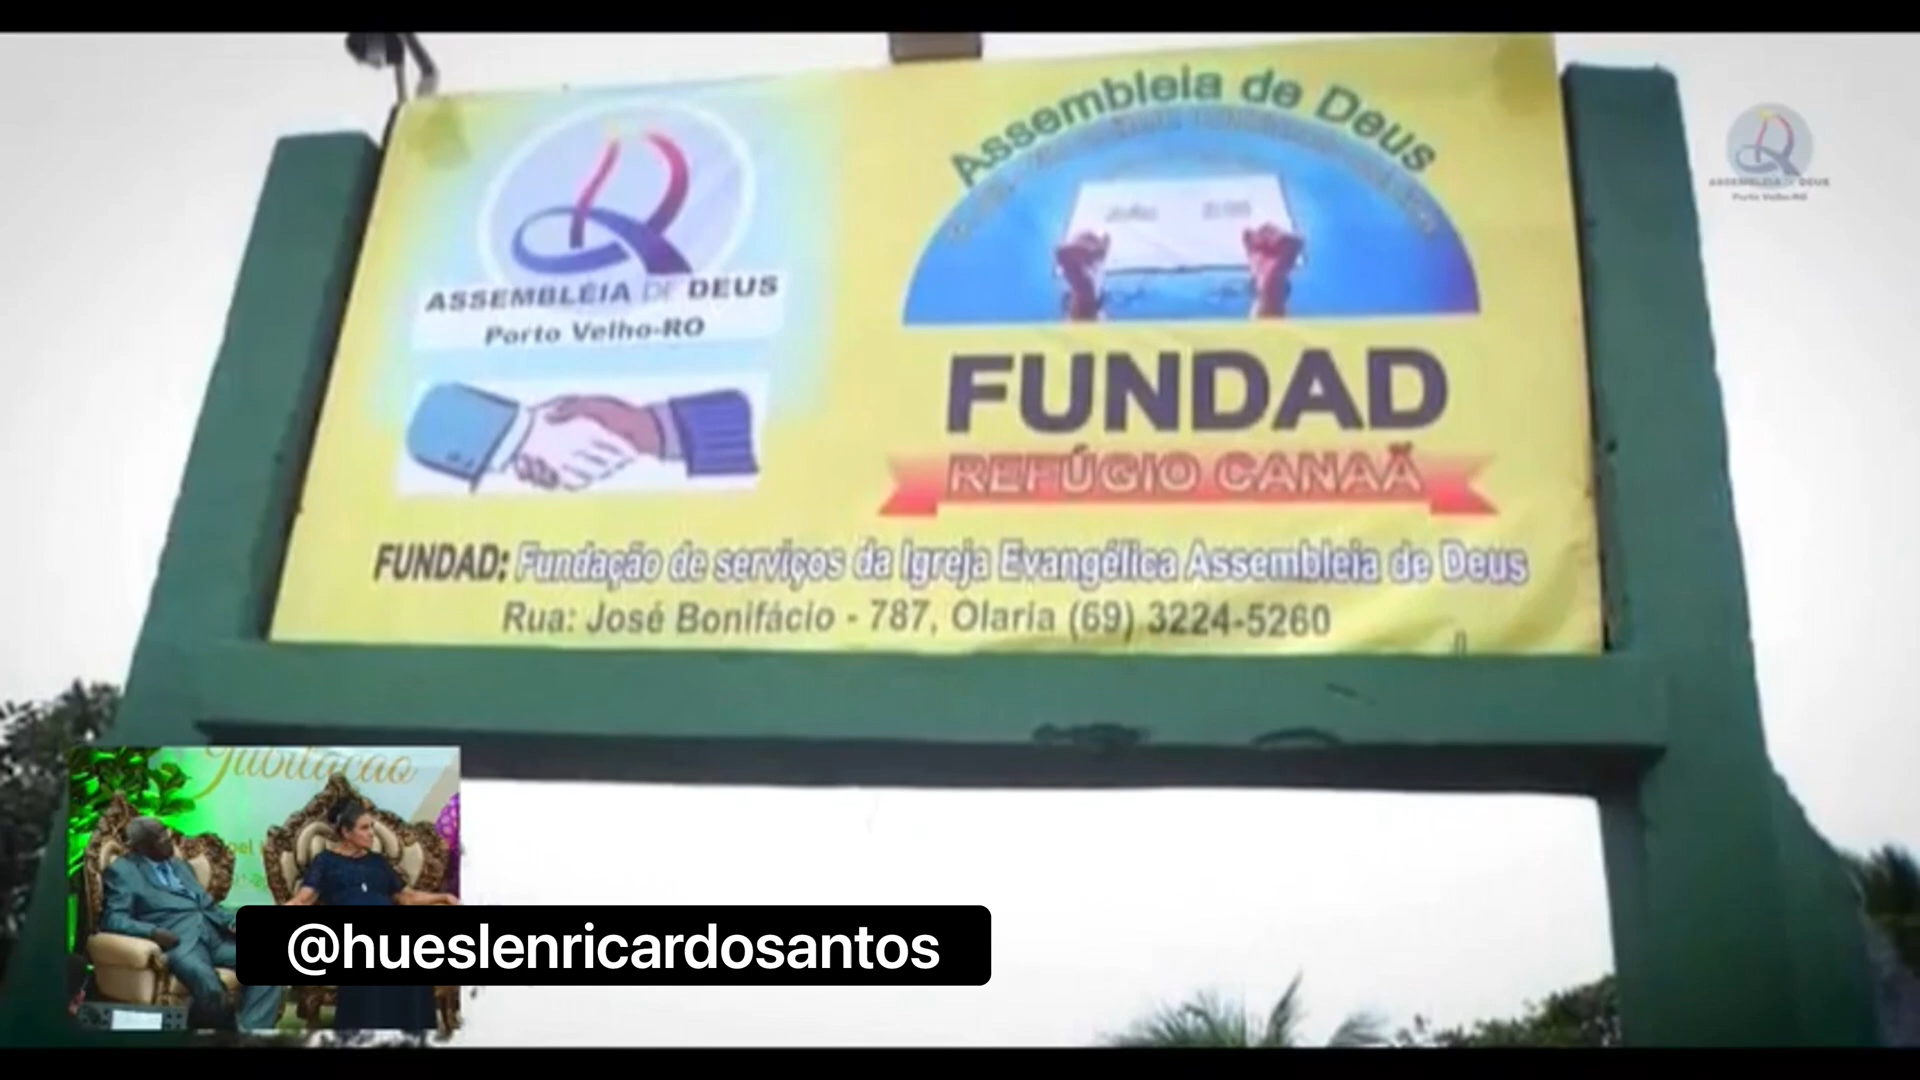 Assembleia de Deus
ASSEMBLÉIA DE DEUS
Porto Velho-RO
FUNDAD
REFÚGIO CANAÃ
FUNDAD: Fundação de serviços da Igreja Evangélica Assembleia de Deus
Rua: José Bonifácio - 787, Olaria (69) 3224-5260
ASSEMBLÉIA DE DEUS
Porto Velho-RO
Jubilação
@hueslenricardosantos